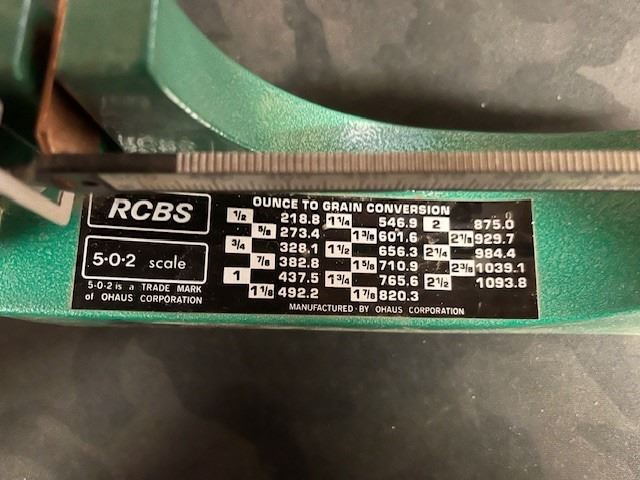 RCBS
5·0·2 scale
5·0·2 is a TRADE MARK
of OHAUS CORPORATION
OUNCE TO GRAIN CONVERSION
1/2 218.8
5/8 273.4
3/4 328.1
7/8 382.8
1 437.5
1 1/8 492.2
1 1/4 546.9
1 3/8 601.6
1 1/2 656.3
1 5/8 710.9
1 3/4 765.6
1 7/8 820.3
2 875.0
2 1/8 929.7
2 1/4 984.4
2 3/8 1039.1
2 1/2 1093.8
MANUFACTURED·BY OHAUS CORPORATION